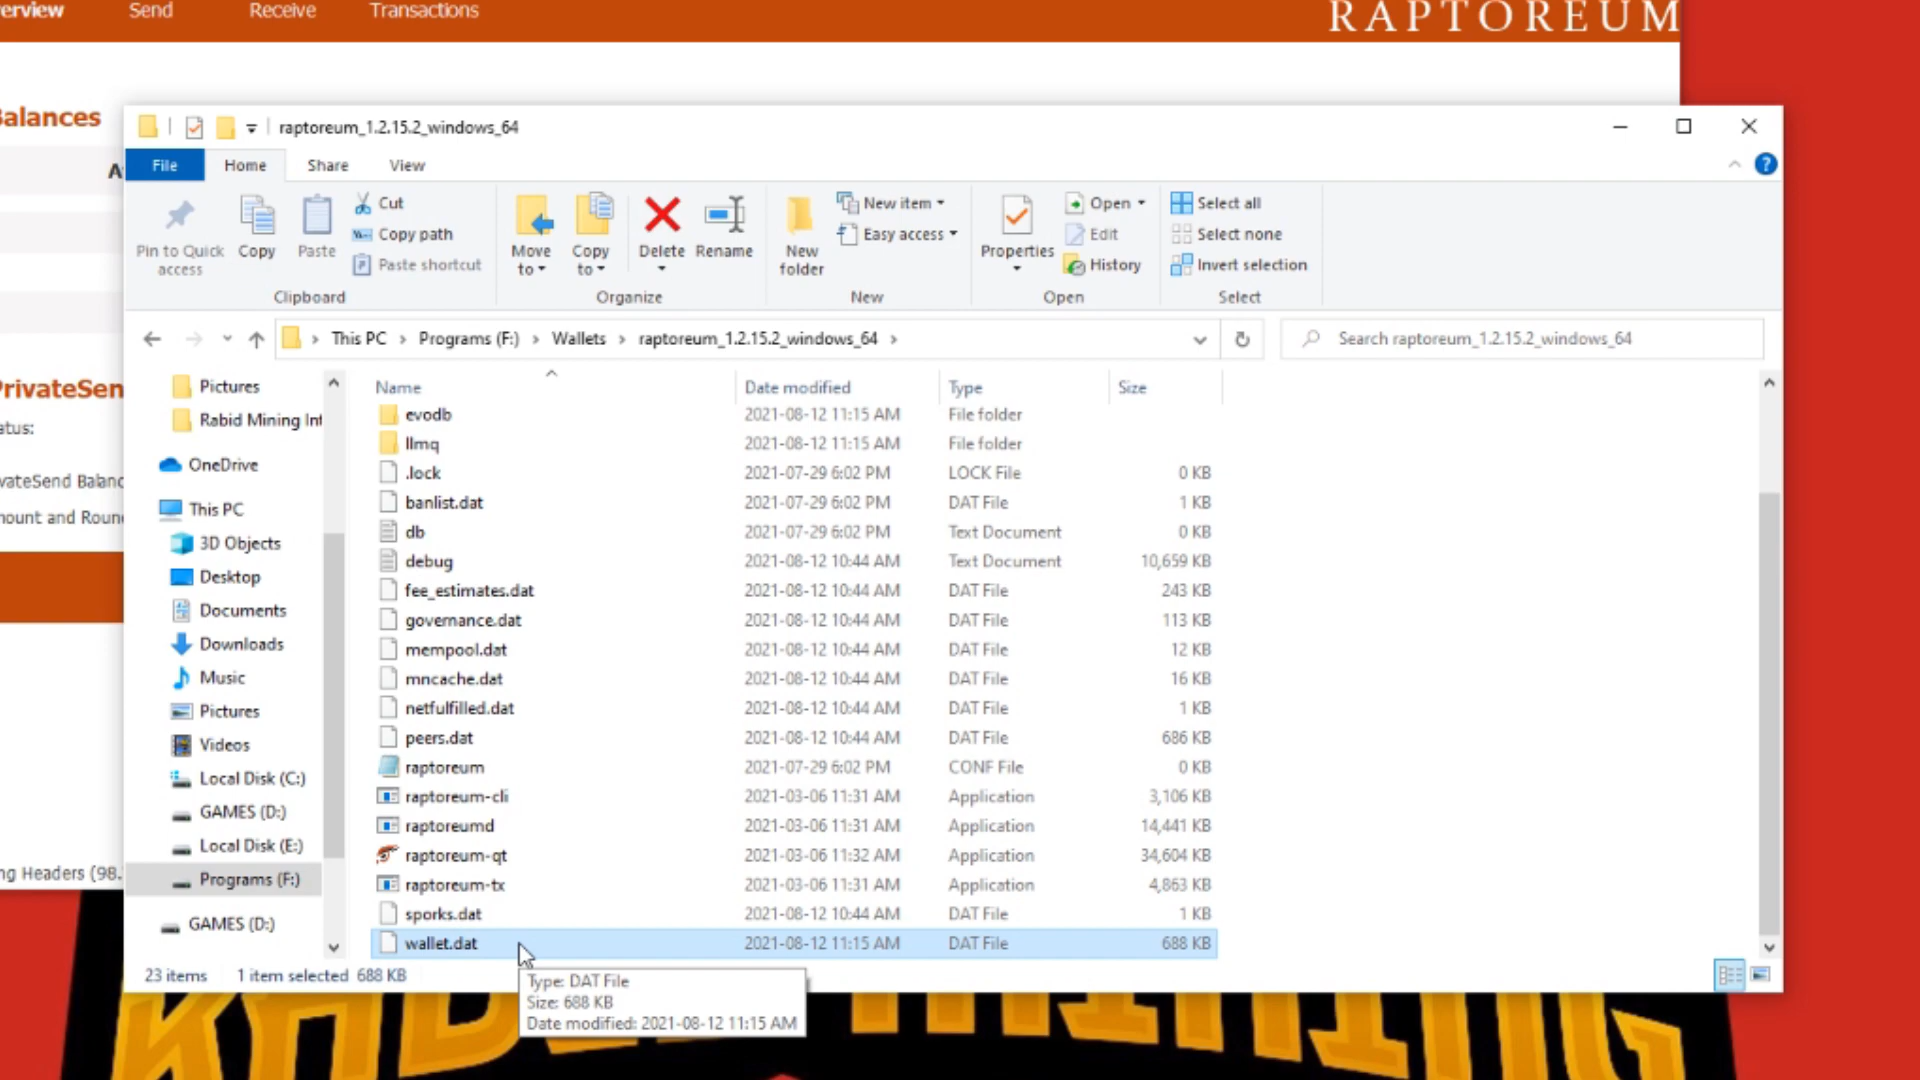 erview Send Receive Transactions RAPTOREUM
Balances
A
PrivateSen
atus:
vateSend Balanc
nount and Roun
ng Headers (98.
raptoreum_1.2.15.2_windows_64
File Home Share View
Pin to Quick access
Copy
Paste
Cut
Copy path
Paste shortcut
Clipboard
Move to
Copy to
Delete
Rename
Organize
New folder
New item
Easy access
New
Properties
Open
Edit
History
Open
Select all
Select none
Invert selection
Select
This PC > Programs (F:) > Wallets > raptoreum_1.2.15.2_windows_64 >
Search raptoreum_1.2.15.2_windows_64
Pictures
Rabid Mining Int
OneDrive
This PC
3D Objects
Desktop
Documents
Downloads
Music
Pictures
Videos
Local Disk (C:)
GAMES (D:)
Local Disk (E:)
Programs (F:)
GAMES (D:)
Name Date modified Type Size
evodb 2021-08-12 11:15 AM File folder
llmq 2021-08-12 11:15 AM File folder
.lock 2021-07-29 6:02 PM LOCK File 0 KB
banlist.dat 2021-07-29 6:02 PM DAT File 1 KB
db 2021-07-29 6:02 PM Text Document 0 KB
debug 2021-08-12 10:44 AM Text Document 10,659 KB
fee_estimates.dat 2021-08-12 10:44 AM DAT File 243 KB
governance.dat 2021-08-12 10:44 AM DAT File 113 KB
mempool.dat 2021-08-12 10:44 AM DAT File 12 KB
mncache.dat 2021-08-12 10:44 AM DAT File 16 KB
netfulfilled.dat 2021-08-12 10:44 AM DAT File 1 KB
peers.dat 2021-08-12 10:44 AM DAT File 686 KB
raptoreum 2021-07-29 6:02 PM CONF File 0 KB
raptoreum-cli 2021-03-06 11:31 AM Application 3,106 KB
raptoreumd 2021-03-06 11:31 AM Application 14,441 KB
raptoreum-qt 2021-03-06 11:32 AM Application 34,604 KB
raptoreum-tx 2021-03-06 11:31 AM Application 4,863 KB
sporks.dat 2021-08-12 10:44 AM DAT File 1 KB
wallet.dat 2021-08-12 11:15 AM DAT File 688 KB
23 items 1 item selected 688 KB
Type: DAT File
Size: 688 KB
Date modified: 2021-08-12 11:15 AM